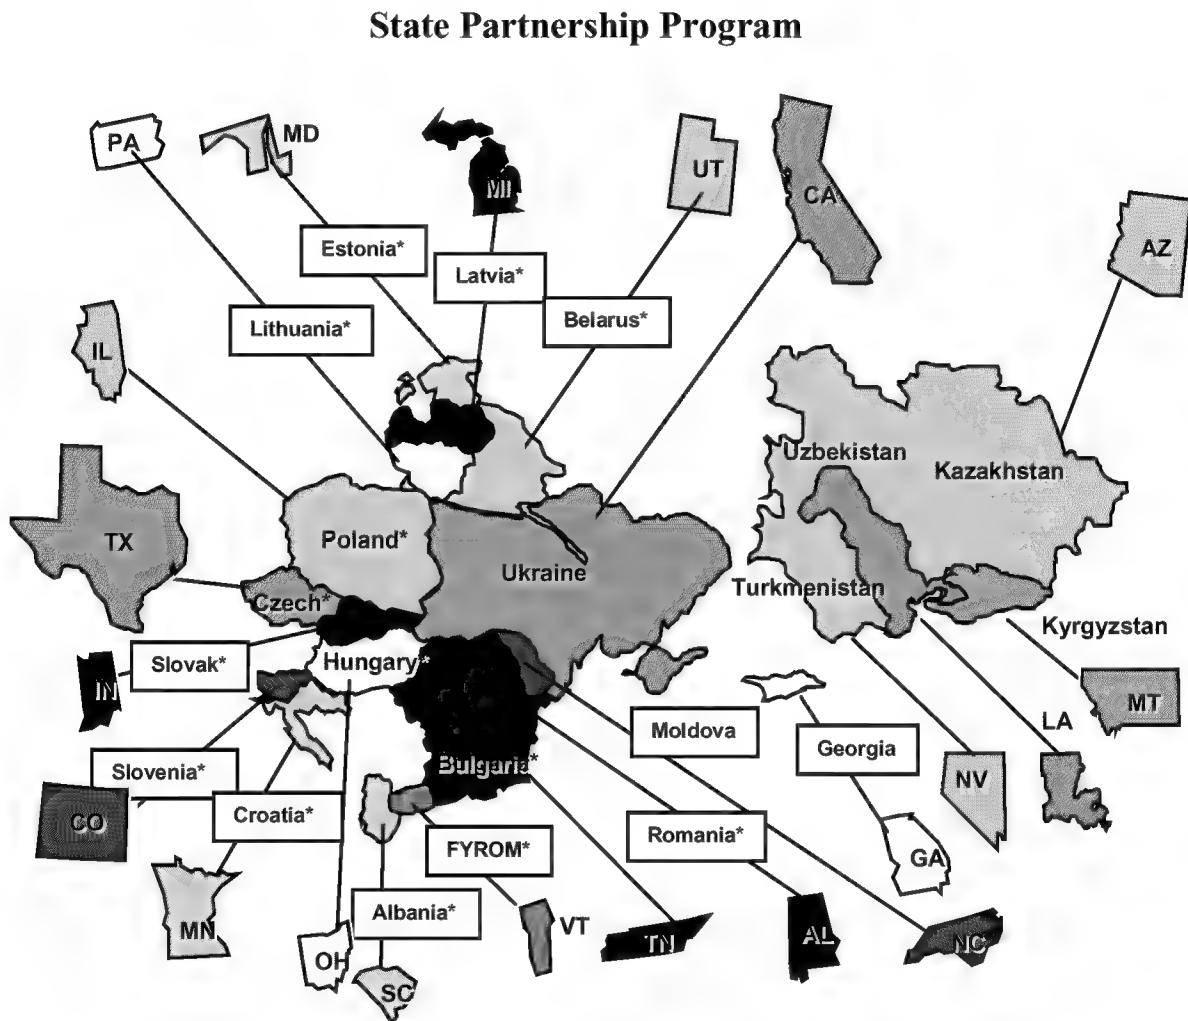 State Partnership Program
PA
MD
MI
UT
CA
AZ
Estonia*
Latvia*
Lithuania*
Belarus*
IL
Uzbekistan
Kazakhstan
TX
Poland*
Ukraine
Czech*
Turkmenistan
Kyrgyzstan
Slovak*
Hungary*
IN
MT
LA
Moldova
Georgia
Slovenia*
Bulgaria*
NV
CO
Croatia*
FYROM*
Romania*
GA
Albania*
MN
VT
TN
AL
NC
OH
SC